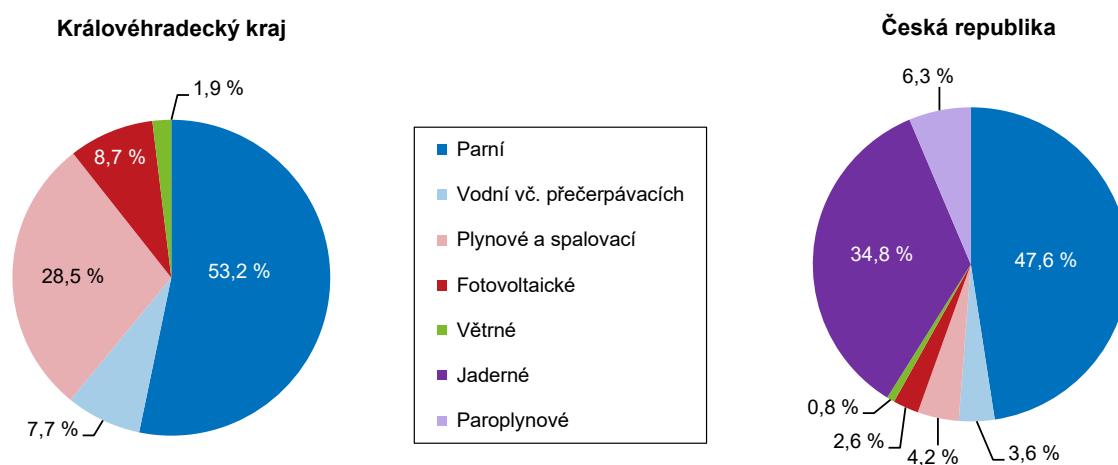 Královéhradecký kraj
1,9 %
8,7 %
28,5 %
53,2 %
7,7 %
Parní
Vodní vč. přečerpávacích
Plynové a spalovací
Fotovoltaické
Větrné
Jaderné
Paroplynové
Česká republika
6,3 %
34,8 %
47,6 %
0,8 %
2,6 %
4,2 %
3,6 %